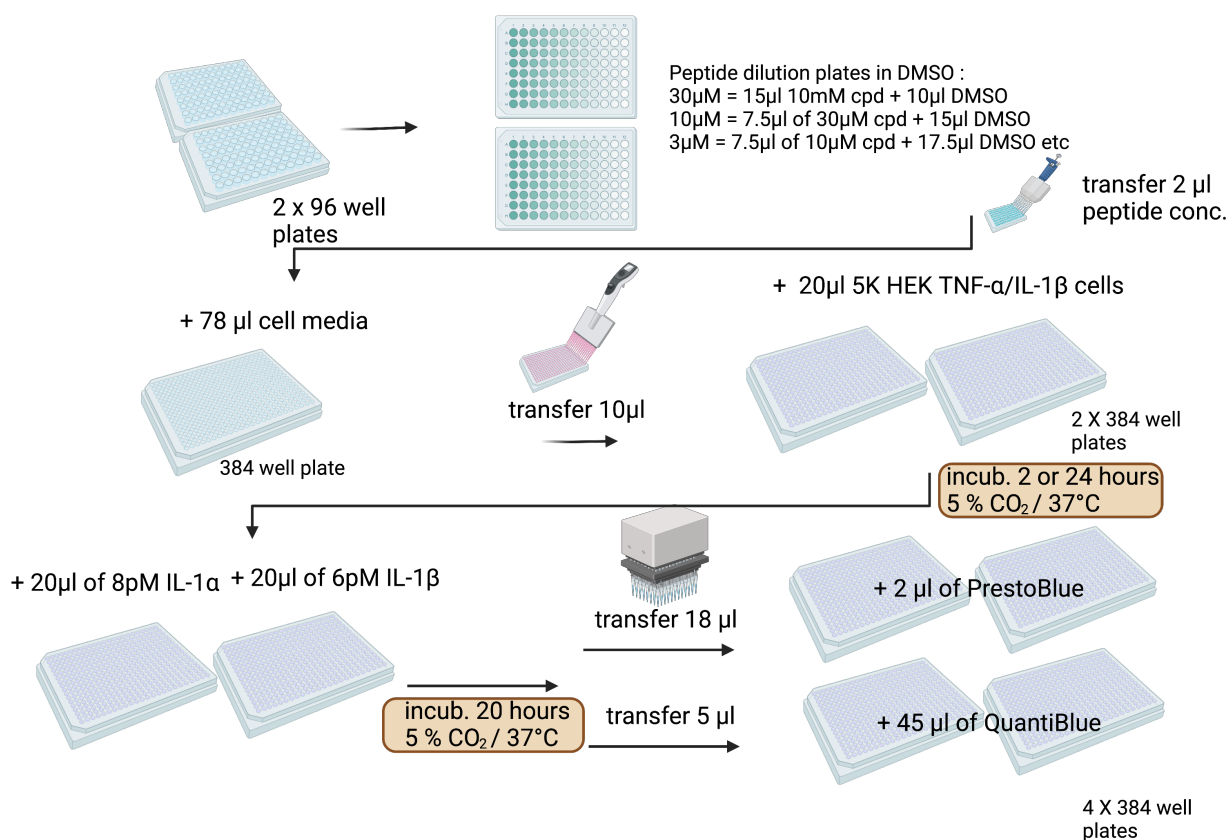 Peptide dilution plates in DMSO :
30µM = 15µl 10mM cpd + 10µl DMSO
10µM = 7.5µl of 30µM cpd + 15µl DMSO
3µM = 7.5µl of 10µM cpd + 17.5µl DMSO etc
transfer 2 µl
peptide conc.
2 x 96 well
plates
+ 78 µl cell media
384 well plate
transfer 10µl
+ 20µl 5K HEK TNF-α/IL-1β cells
2 X 384 well
plates
incub. 2 or 24 hours
5 % CO₂ / 37°C
+ 20µl of 8pM IL-1α
+ 20µl of 6pM IL-1β
incub. 20 hours
5 % CO₂ / 37°C
transfer 18 µl
transfer 5 µl
+ 2 µl of PrestoBlue
+ 45 µl of QuantiBlue
4 X 384 well
plates